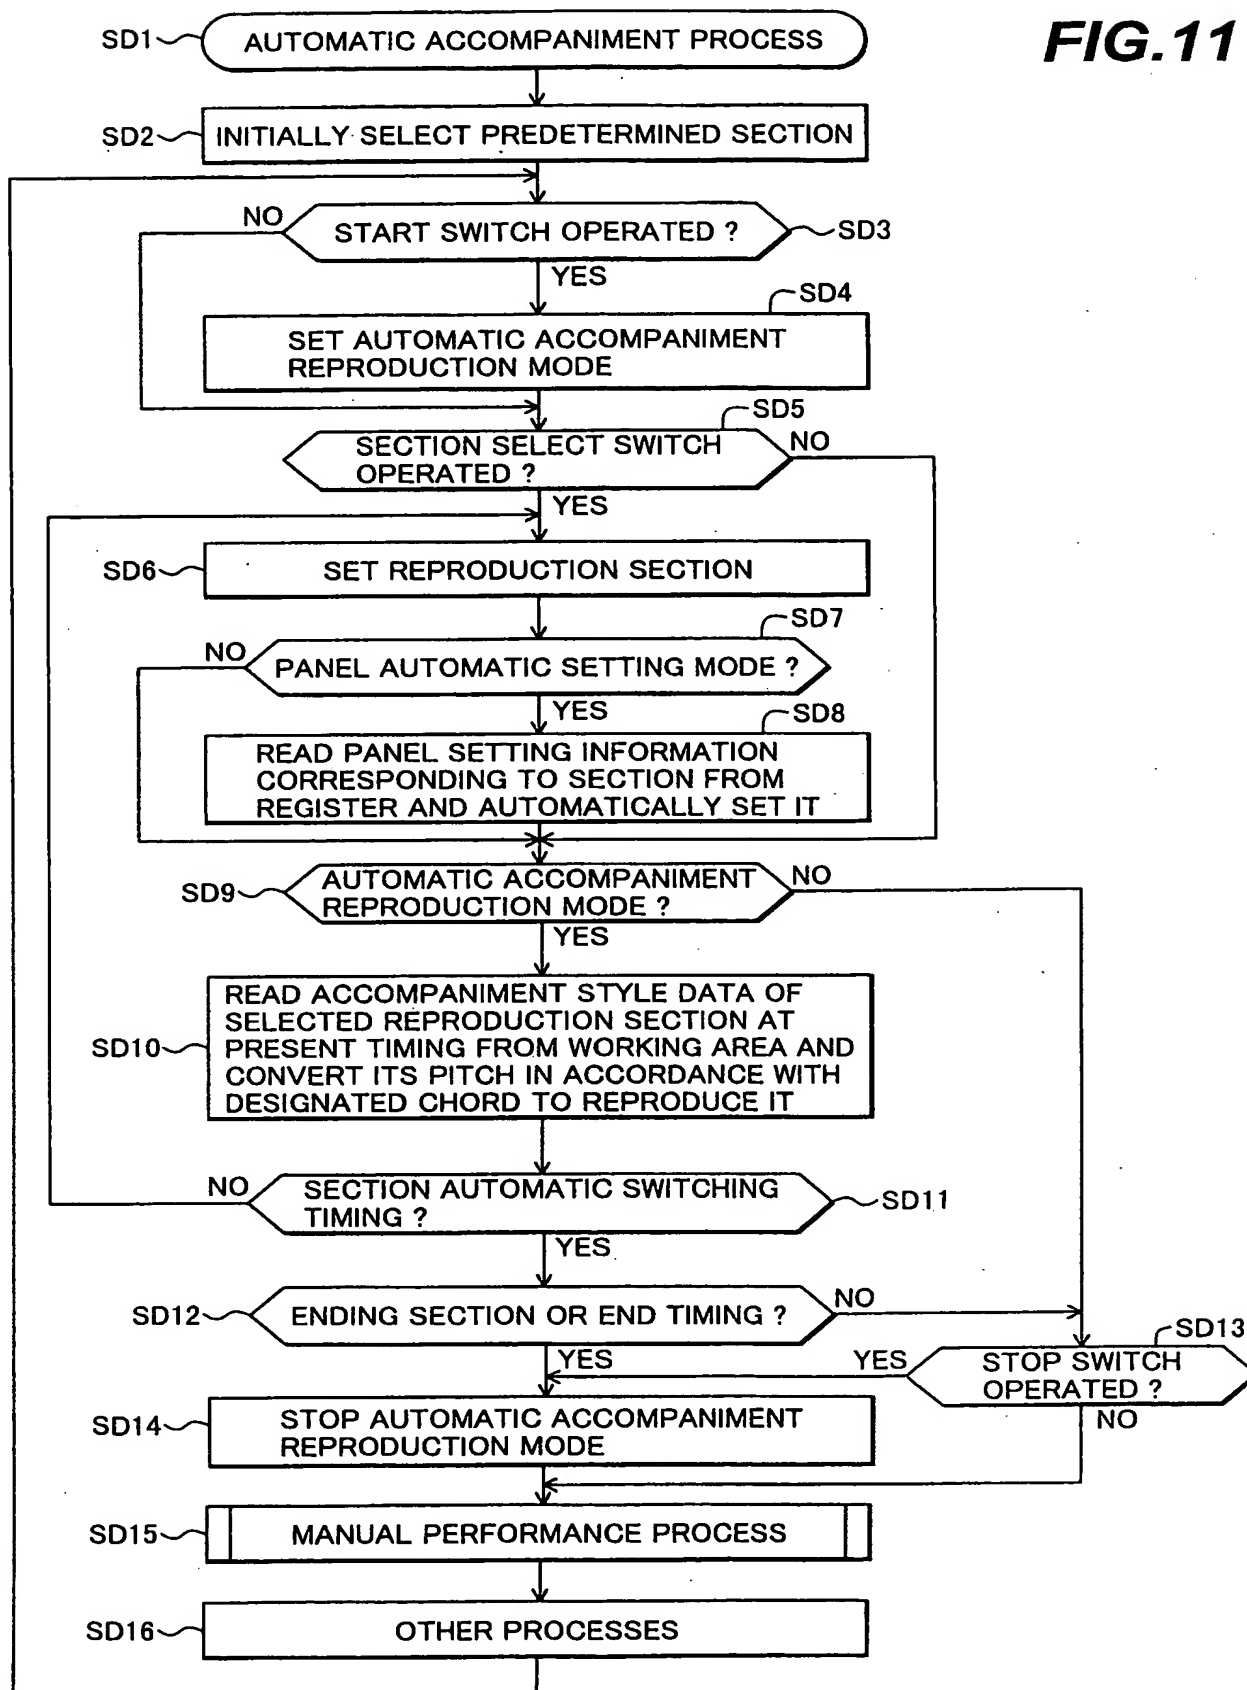 FIG.11
SD1
AUTOMATIC ACCOMPANIMENT PROCESS
SD2
INITIALLY SELECT PREDETERMINED SECTION
NO
START SWITCH OPERATED ?
SD3
YES
SD4
SET AUTOMATIC ACCOMPANIMENT
REPRODUCTION MODE
SD5
SECTION SELECT SWITCH
OPERATED ?
NO
YES
SD6
SET REPRODUCTION SECTION
SD7
NO
PANEL AUTOMATIC SETTING MODE ?
YES
SD8
READ PANEL SETTING INFORMATION
CORRESPONDING TO SECTION FROM
REGISTER AND AUTOMATICALLY SET IT
SD9
AUTOMATIC ACCOMPANIMENT
REPRODUCTION MODE ?
NO
YES
SD10
READ ACCOMPANIMENT STYLE DATA OF
SELECTED REPRODUCTION SECTION AT
PRESENT TIMING FROM WORKING AREA AND
CONVERT ITS PITCH IN ACCORDANCE WITH
DESIGNATED CHORD TO REPRODUCE IT
NO
SECTION AUTOMATIC SWITCHING
TIMING ?
SD11
YES
SD12
ENDING SECTION OR END TIMING ?
NO
SD13
YES
YES
STOP SWITCH
OPERATED ?
NO
SD14
STOP AUTOMATIC ACCOMPANIMENT
REPRODUCTION MODE
SD15
MANUAL PERFORMANCE PROCESS
SD16
OTHER PROCESSES